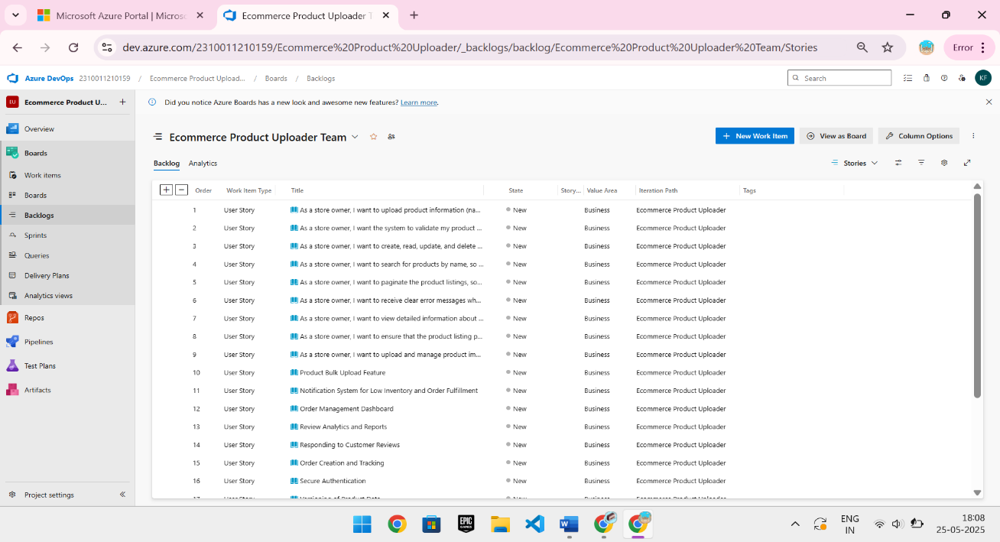 Microsoft Azure Portal | Microso
Ecommerce Product Uploader T
dev.azure.com/2310011210159/Ecommerce%20Product%20Uploader/_backlogs/backlog/Ecommerce%20Product%20Uploader%20Team/Stories
Error
Azure DevOps 2310011210159 / Ecommerce Product Upload... / Boards / Backlogs
Search
KF
EU Ecommerce Product U...
Did you notice Azure Boards has a new look and awesome new features? Learn more.
Overview
Boards
Work items
Boards
Backlogs
Sprints
Queries
Delivery Plans
Analytics views
Repos
Pipelines
Test Plans
Artifacts
Project settings
Ecommerce Product Uploader Team
New Work Item
View as Board
Column Options
Backlog Analytics
Stories
Order Work Item Type Title State Story... Value Area Iteration Path Tags
1 User Story As a store owner, I want to upload product information (na... New Business Ecommerce Product Uploader
2 User Story As a store owner, I want the system to validate my product ... New Business Ecommerce Product Uploader
3 User Story As a store owner, I want to create, read, update, and delete ... New Business Ecommerce Product Uploader
4 User Story As a store owner, I want to search for products by name, so ... New Business Ecommerce Product Uploader
5 User Story As a store owner, I want to paginate the product listings, so... New Business Ecommerce Product Uploader
6 User Story As a store owner, I want to receive clear error messages wh... New Business Ecommerce Product Uploader
7 User Story As a store owner, I want to view detailed information about ... New Business Ecommerce Product Uploader
8 User Story As a store owner, I want to ensure that the product listing p... New Business Ecommerce Product Uploader
9 User Story As a store owner, I want to upload and manage product im... New Business Ecommerce Product Uploader
10 User Story Product Bulk Upload Feature New Business Ecommerce Product Uploader
11 User Story Notification System for Low Inventory and Order Fulfillment New Business Ecommerce Product Uploader
12 User Story Order Management Dashboard New Business Ecommerce Product Uploader
13 User Story Review Analytics and Reports New Business Ecommerce Product Uploader
14 User Story Responding to Customer Reviews New Business Ecommerce Product Uploader
15 User Story Order Creation and Tracking New Business Ecommerce Product Uploader
16 User Story Secure Authentication New Business Ecommerce Product Uploader
17 User Story Versioning of Product Data New Business Ecommerce Product Uploader
EPIC GAMES
ENG
IN
18:08
25-05-2025